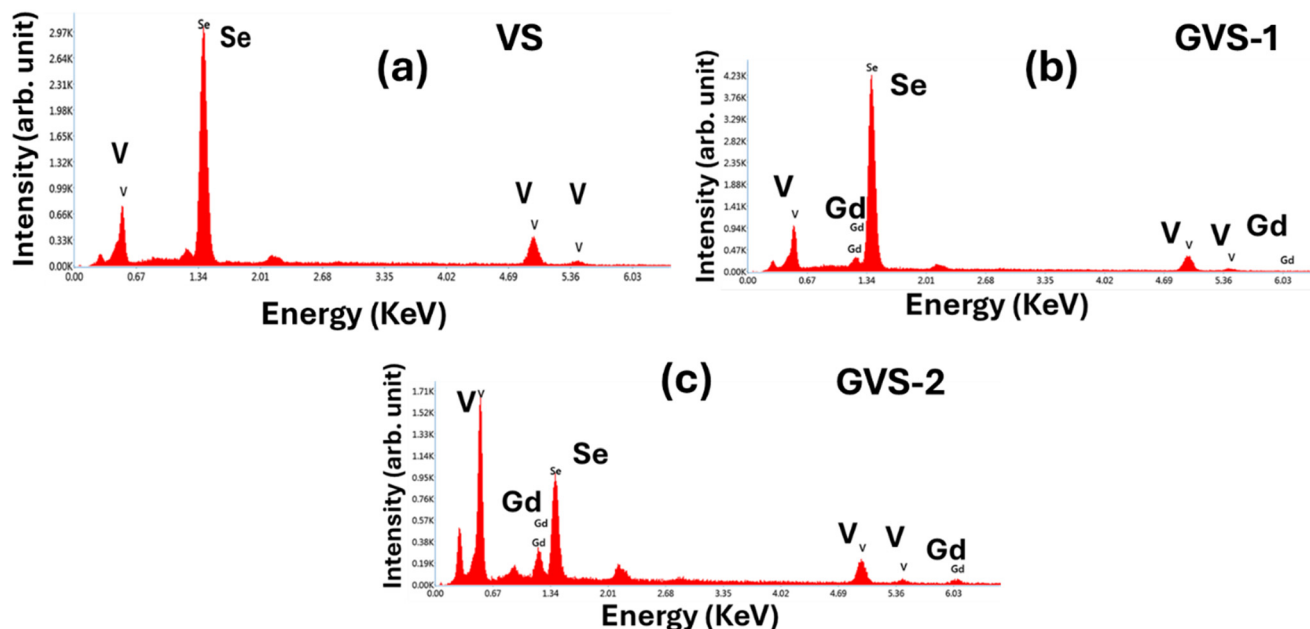 (a)
VS
Intensity (arb. unit)
2.97K
2.64K
2.31K
1.98K
1.65K
1.32K
0.99K
0.66K
0.33K
0.00K
V
V
Se
Se
V
V
V
V
0.00 0.67 1.34 2.01 2.68 3.35 4.02 4.69 5.36 6.03
Energy (KeV)
(b)
GVS-1
Intensity (arb. unit)
4.23K
3.76K
3.29K
2.82K
2.35K
1.88K
1.41K
0.94K
0.47K
0.00K
V
V
Gd
Gd
Gd
Se
Se
V
V
V
V
Gd
Gd
0.00 0.67 1.34 2.01 2.68 3.35 4.02 4.69 5.36 6.03
Energy (KeV)
(c)
GVS-2
Intensity (arb. unit)
1.71K
1.52K
1.33K
1.14K
0.95K
0.76K
0.57K
0.38K
0.19K
0.00K
V
V
Gd
Gd
Gd
Se
Se
V
V
V
V
Gd
Gd
0.00 0.67 1.34 2.01 2.68 3.35 4.02 4.69 5.36 6.03
Energy (KeV)